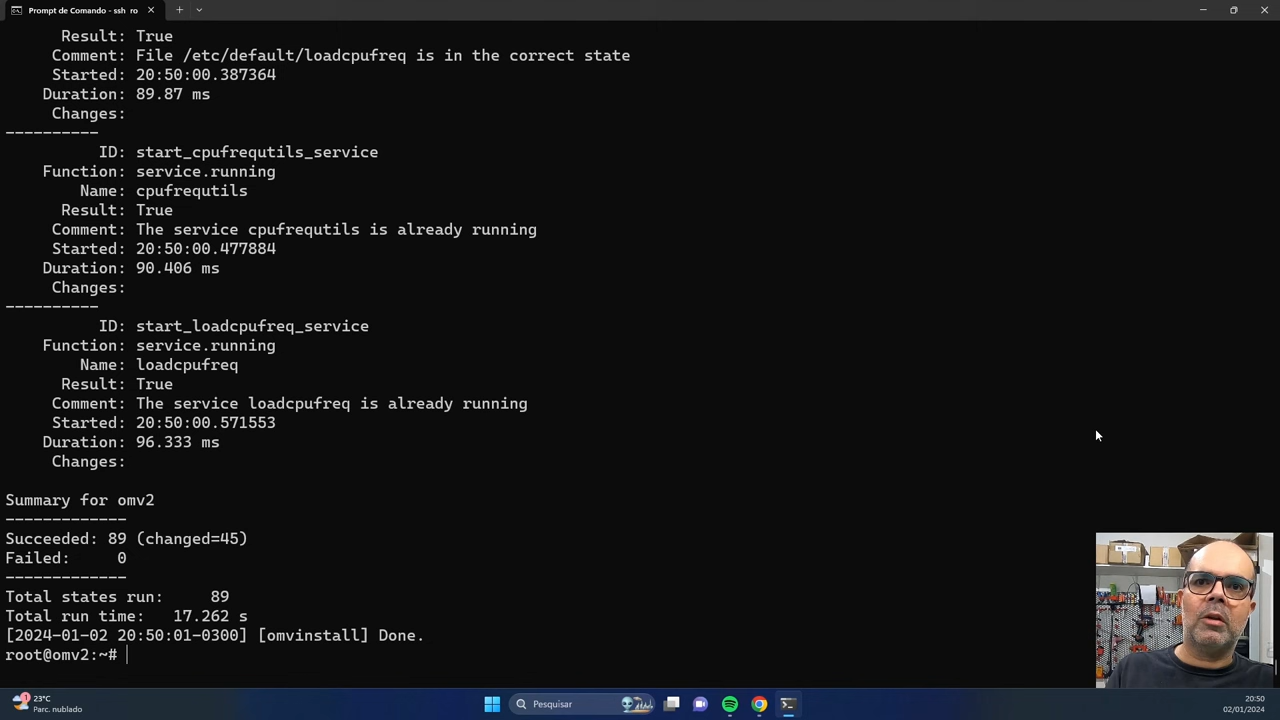 Prompt de Comando - ssh ro
Result: True
Comment: File /etc/default/loadcpufreq is in the correct state
Started: 20:50:00.387364
Duration: 89.87 ms
Changes:
----------
ID: start_cpufrequtils_service
Function: service.running
Name: cpufrequtils
Result: True
Comment: The service cpufrequtils is already running
Started: 20:50:00.477884
Duration: 90.406 ms
Changes:
----------
ID: start_loadcpufreq_service
Function: service.running
Name: loadcpufreq
Result: True
Comment: The service loadcpufreq is already running
Started: 20:50:00.571553
Duration: 96.333 ms
Changes:
Summary for omv2
-------------
Succeeded: 89 (changed=45)
Failed: 0
-------------
Total states run: 89
Total run time: 17.262 s
[2024-01-02 20:50:01-0300] [omvinstall] Done.
root@omv2:~#
1
23°C
Parc. nublado
Pesquisar
20:50
02/01/2024